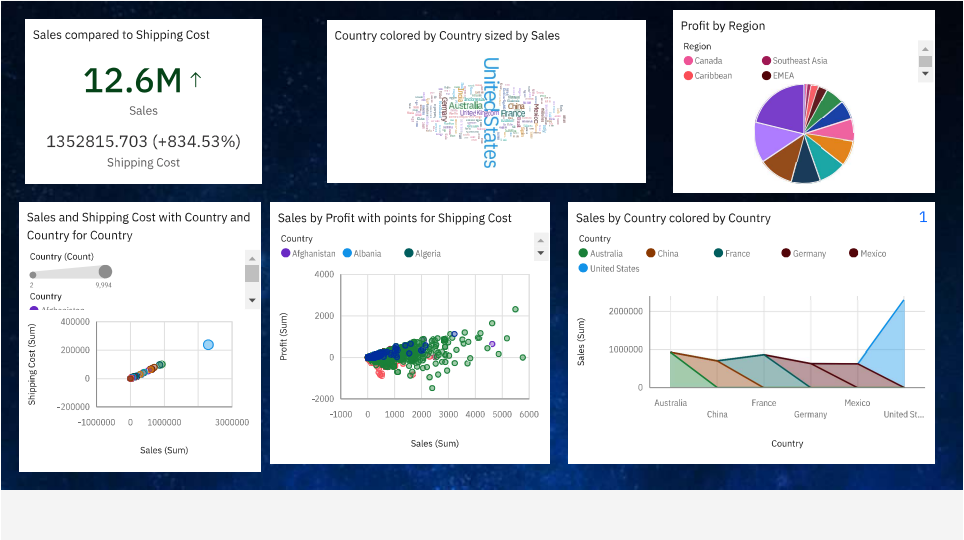 Sales compared to Shipping Cost
12.6M ↑
Sales
1352815.703 (+834.53%)
Shipping Cost
Country colored by Country sized by Sales
United States
Australia
China
France
Germany
Mexico
United Kingdom
Profit by Region
Region
Canada
Southeast Asia
Caribbean
EMEA
Sales and Shipping Cost with Country and
Country for Country
Country (Count)
2
9,994
Country
Afghanistan
Shipping Cost (Sum)
400000
200000
0
-200000
-1000000
0
1000000
3000000
Sales (Sum)
Sales by Profit with points for Shipping Cost
Country
Afghanistan
Albania
Algeria
Profit (Sum)
4000
2000
0
-2000
-1000
0
1000
2000
3000
4000
5000
6000
Sales (Sum)
Sales by Country colored by Country
1
Country
Australia
China
France
Germany
Mexico
United States
Sales (Sum)
2000000
1000000
0
Australia
China
France
Germany
Mexico
United St...
Country